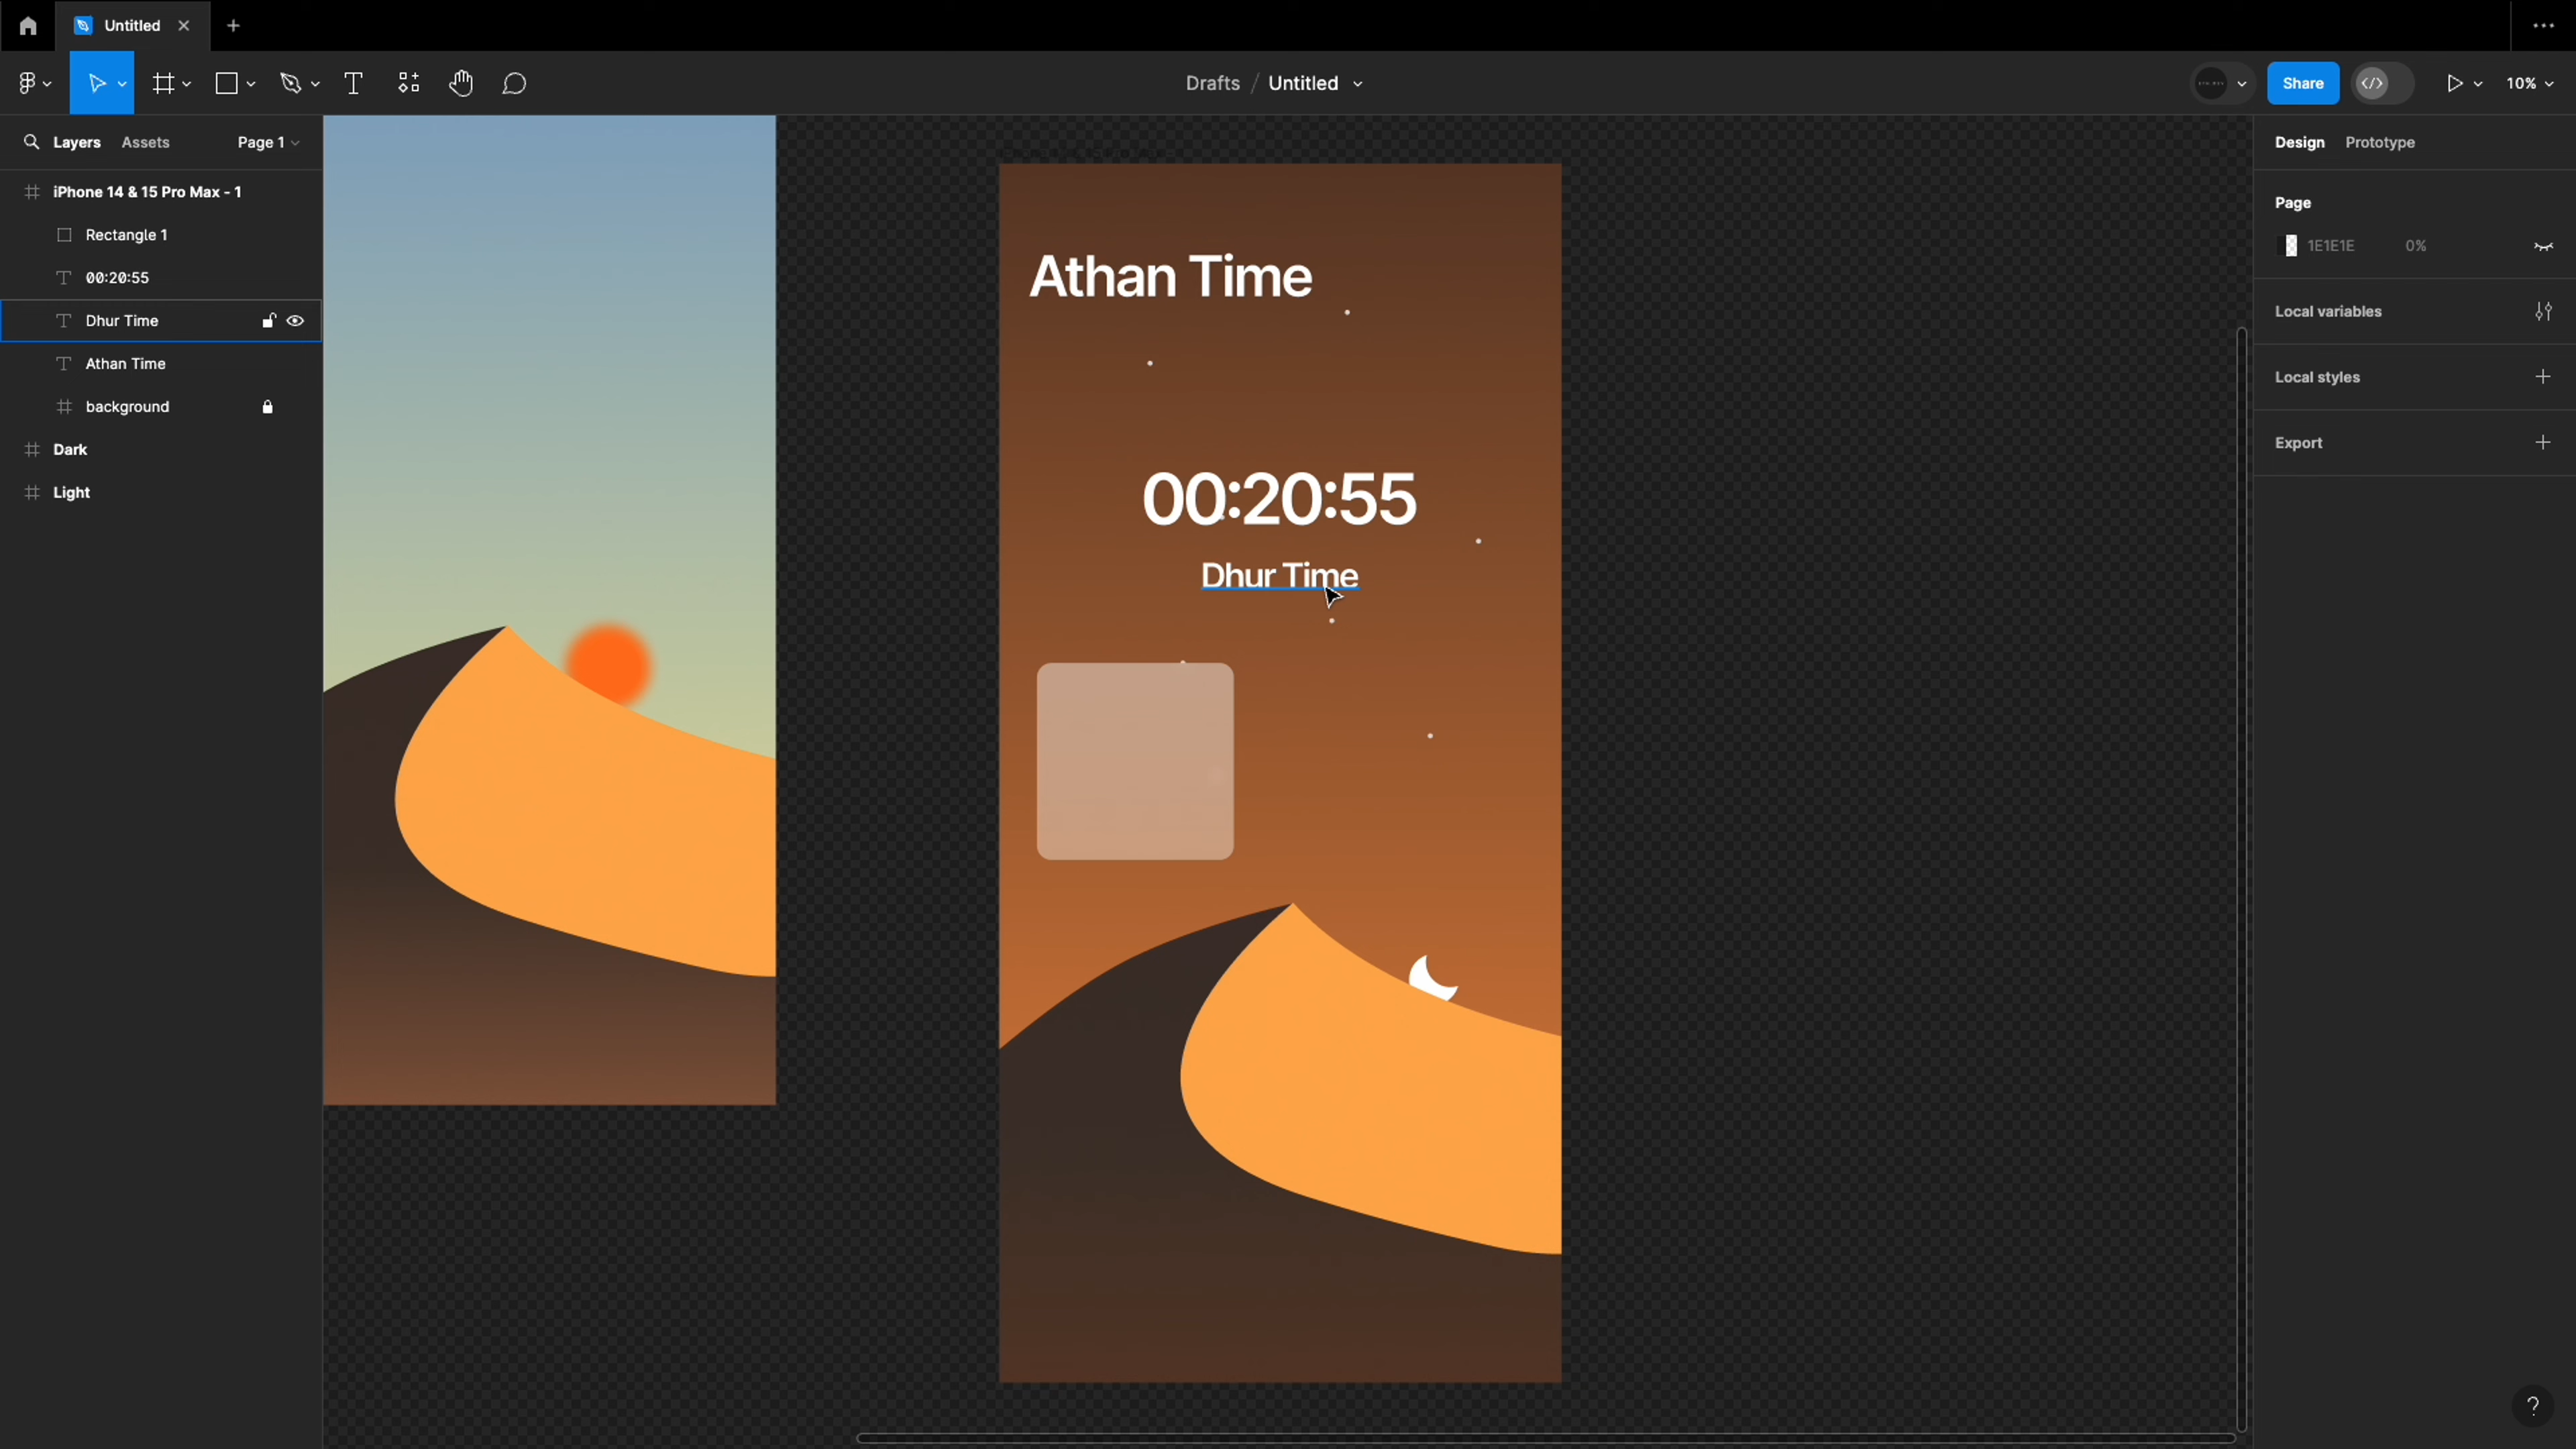 Untitled
Drafts / Untitled
Share
10%
Layers Assets Page 1
iPhone 14 & 15 Pro Max - 1
Rectangle 1
00:20:55
Dhur Time
Athan Time
background
Dark
Light
Athan Time
00:20:55
Dhur Time
Design Prototype
Page
1E1E1E 0%
Local variables
Local styles
Export
?